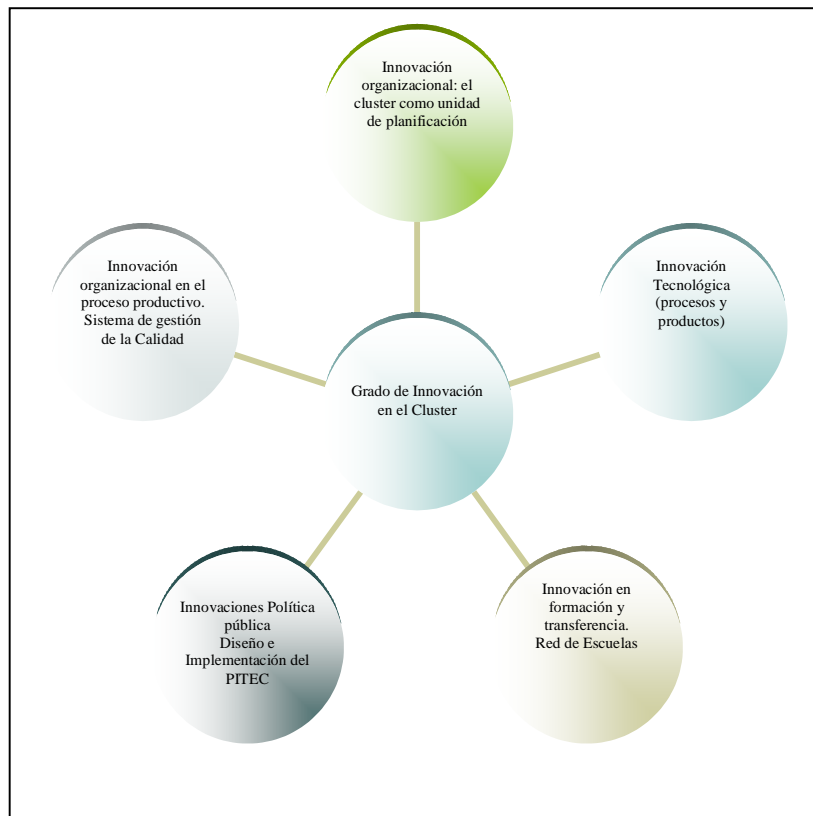 Innovación
organizacional: el
cluster como unidad
de planificación
Innovación
organizacional en el
proceso productivo.
Sistema de gestión
de la Calidad
Innovación
Tecnológica
(procesos y
productos)
Grado de Innovación
en el Cluster
Innovaciones Política
pública
Diseño e
Implementación del
PITEC
Innovación en
formación y
transferencia.
Red de Escuelas